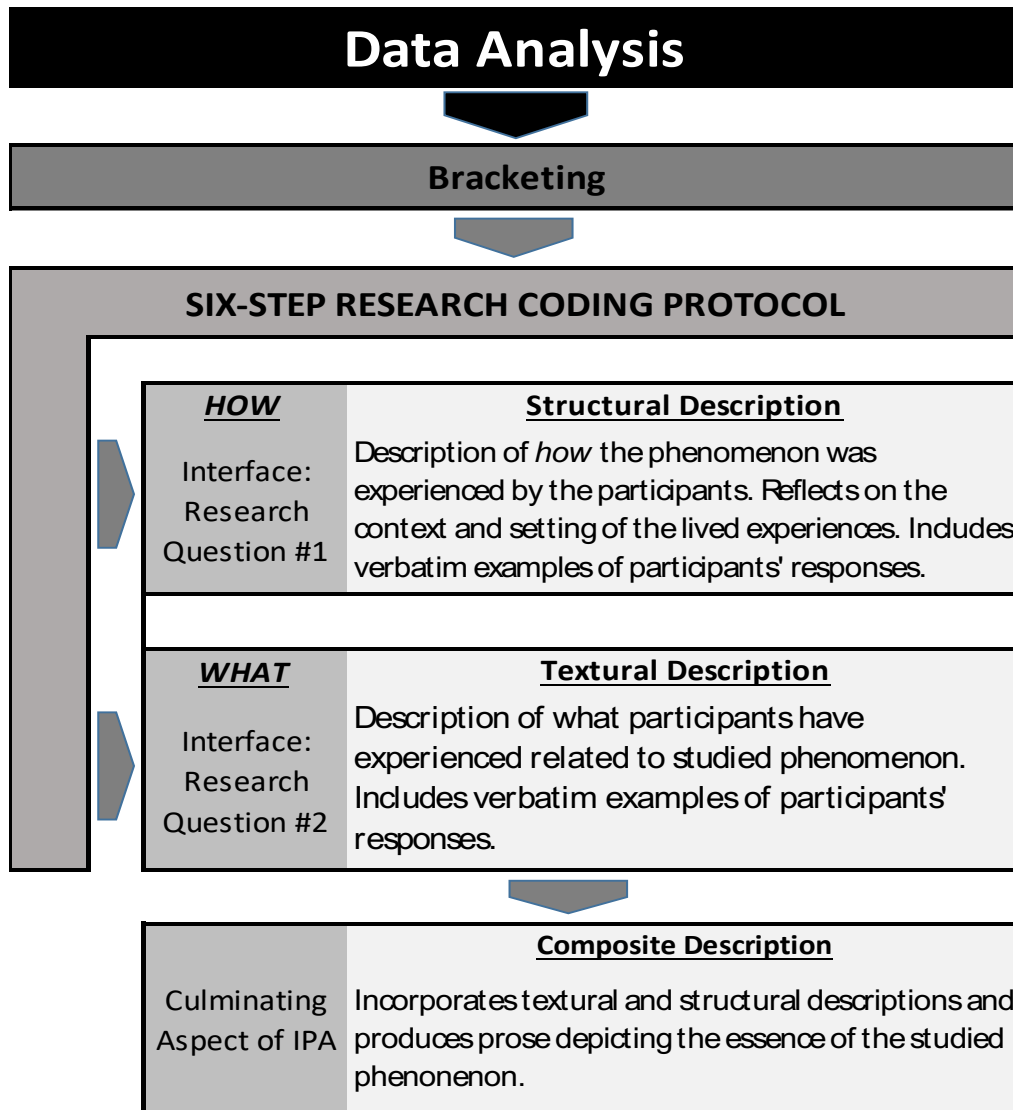 Data Analysis
Bracketing
SIX-STEP RESEARCH CODING PROTOCOL
HOW
Interface:
Research
Question #1
Structural Description
Description of how the phenomenon was
experienced by the participants. Reflects on the
context and setting of the lived experiences. Includes
verbatim examples of participants' responses.
WHAT
Interface:
Research
Question #2
Textural Description
Description of what participants have
experienced related to studied phenomenon.
Includes verbatim examples of participants'
responses.
Culminating
Aspect of IPA
Composite Description
Incorporates textural and structural descriptions and
produces prose depicting the essence of the studied
phenonenon.